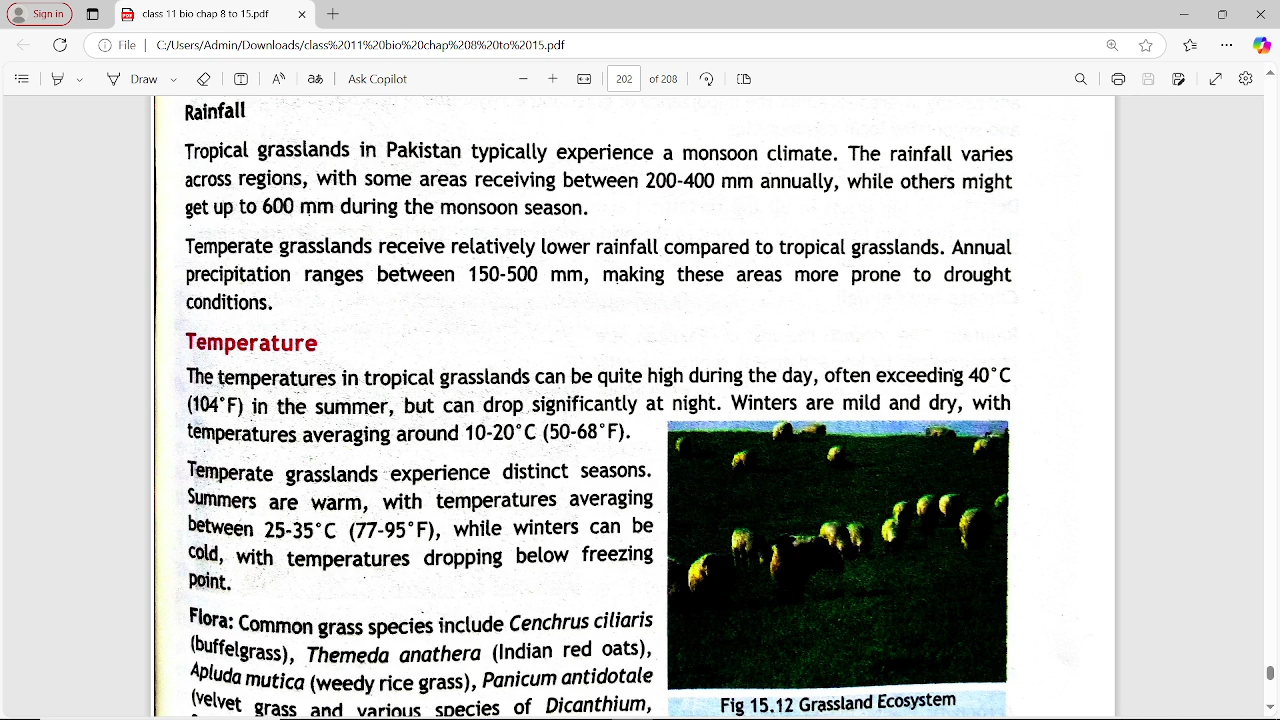 Sign in
class 11 bio chap 8 to 15.pdf
File
C:/Users/Admin/Downloads/class%2011%20bio%20chap%208%20to%2015.pdf
Draw
Ask Copilot
202 of 208
Rainfall
Tropical grasslands in Pakistan typically experience a monsoon climate. The rainfall varies
across regions, with some areas receiving between 200-400 mm annually, while others might
get up to 600 mm during the monsoon season.
Temperate grasslands receive relatively lower rainfall compared to tropical grasslands. Annual
precipitation ranges between 150-500 mm, making these areas more prone to drought
conditions.
Temperature
The temperatures in tropical grasslands can be quite high during the day, often exceeding 40°C
(104°F) in the summer, but can drop significantly at night. Winters are mild and dry, with
temperatures averaging around 10-20°C (50-68°F).
Temperate grasslands experience distinct seasons.
Summers are warm, with temperatures averaging
between 25-35°C (77-95°F), while winters can be
cold, with temperatures dropping below freezing
point.
Flora: Common grass species include Cenchrus ciliaris
(buffelgrass), Themeda anathera (Indian red oats),
Apluda mutica (weedy rice grass), Panicum antidotale
(velvet grass and various species of Dicanthium,
Fig 15.12 Grassland Ecosystem